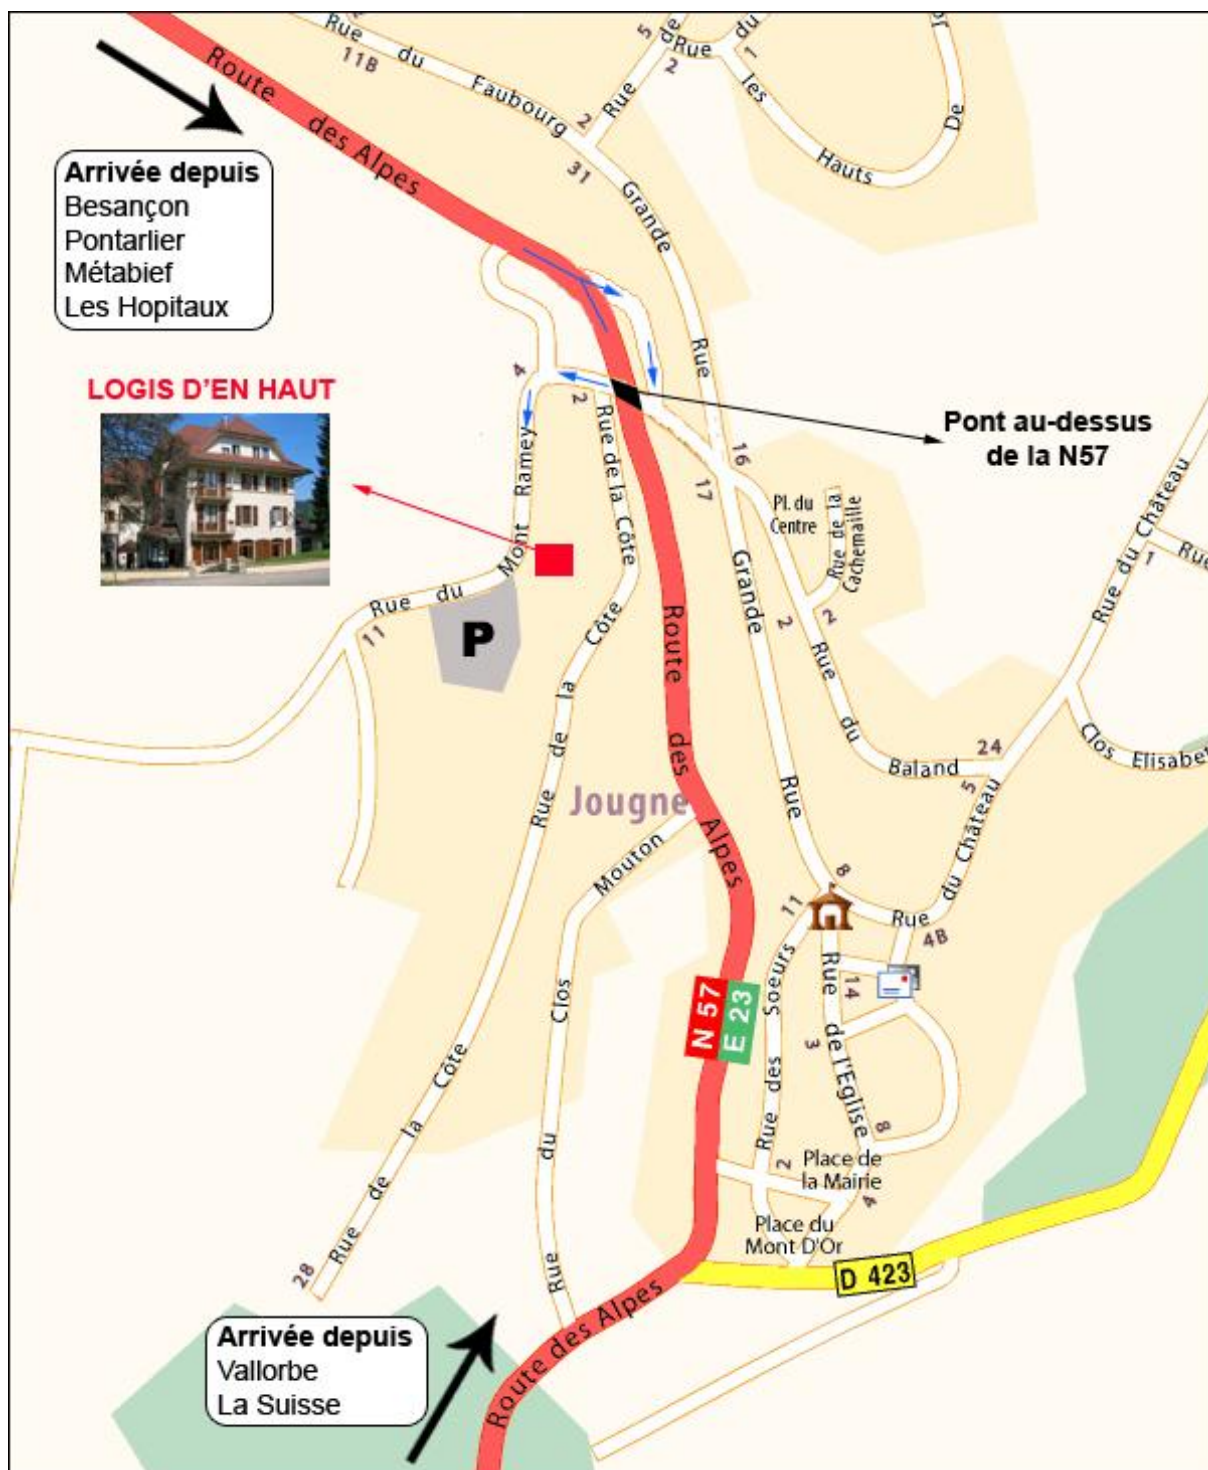 Rue du Faubourg
11B
5
Rue de
2
Rue du
1
les Hauts De
or
2
31
Route des Alpes
Arrivée depuis
Besançon
Pontarlier
Métabief
Les Hopitaux
Grande Rue
LOGIS D'EN HAUT
4
2
Pont au-dessus
de la N57
16
17
Rue du Mont Ramey
Rue de la Côte
Pl. du
Centre
Rue de la
Cachemaille
Rue du Château
1
Rue
Grande Rue
2
2
11
P
Route des Alpes
Rue de la Côte
Rue du Baland
24
5
Clos Elisabet
Jougne
Rue du Clos Mouton
8
11
Rue du Château
4B
14
N 57
E 23
Rue des Soeurs
Rue de l'Eglise
3
8
2
Place de
la Mairie
4
Place du
Mont D'Or
D 423
28
Route des Alpes
Arrivée depuis
Vallorbe
La Suisse